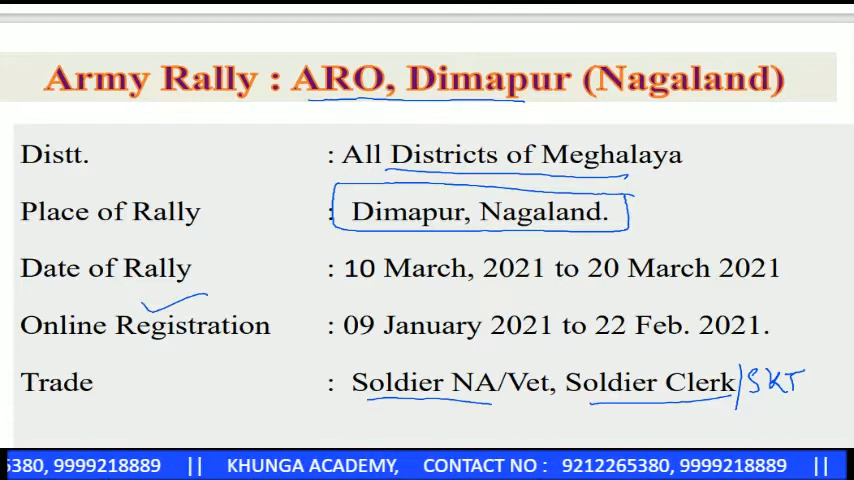 Army Rally : ARO, Dimapur (Nagaland)
Distt. : All Districts of Meghalaya
Place of Rally : Dimapur, Nagaland.
Date of Rally : 10 March, 2021 to 20 March 2021
Online Registration : 09 January 2021 to 22 Feb. 2021.
Trade : Soldier NA/Vet, Soldier Clerk/SKT
5380, 9999218889 || KHUNGA ACADEMY, CONTACT NO : 9212265380, 9999218889 ||